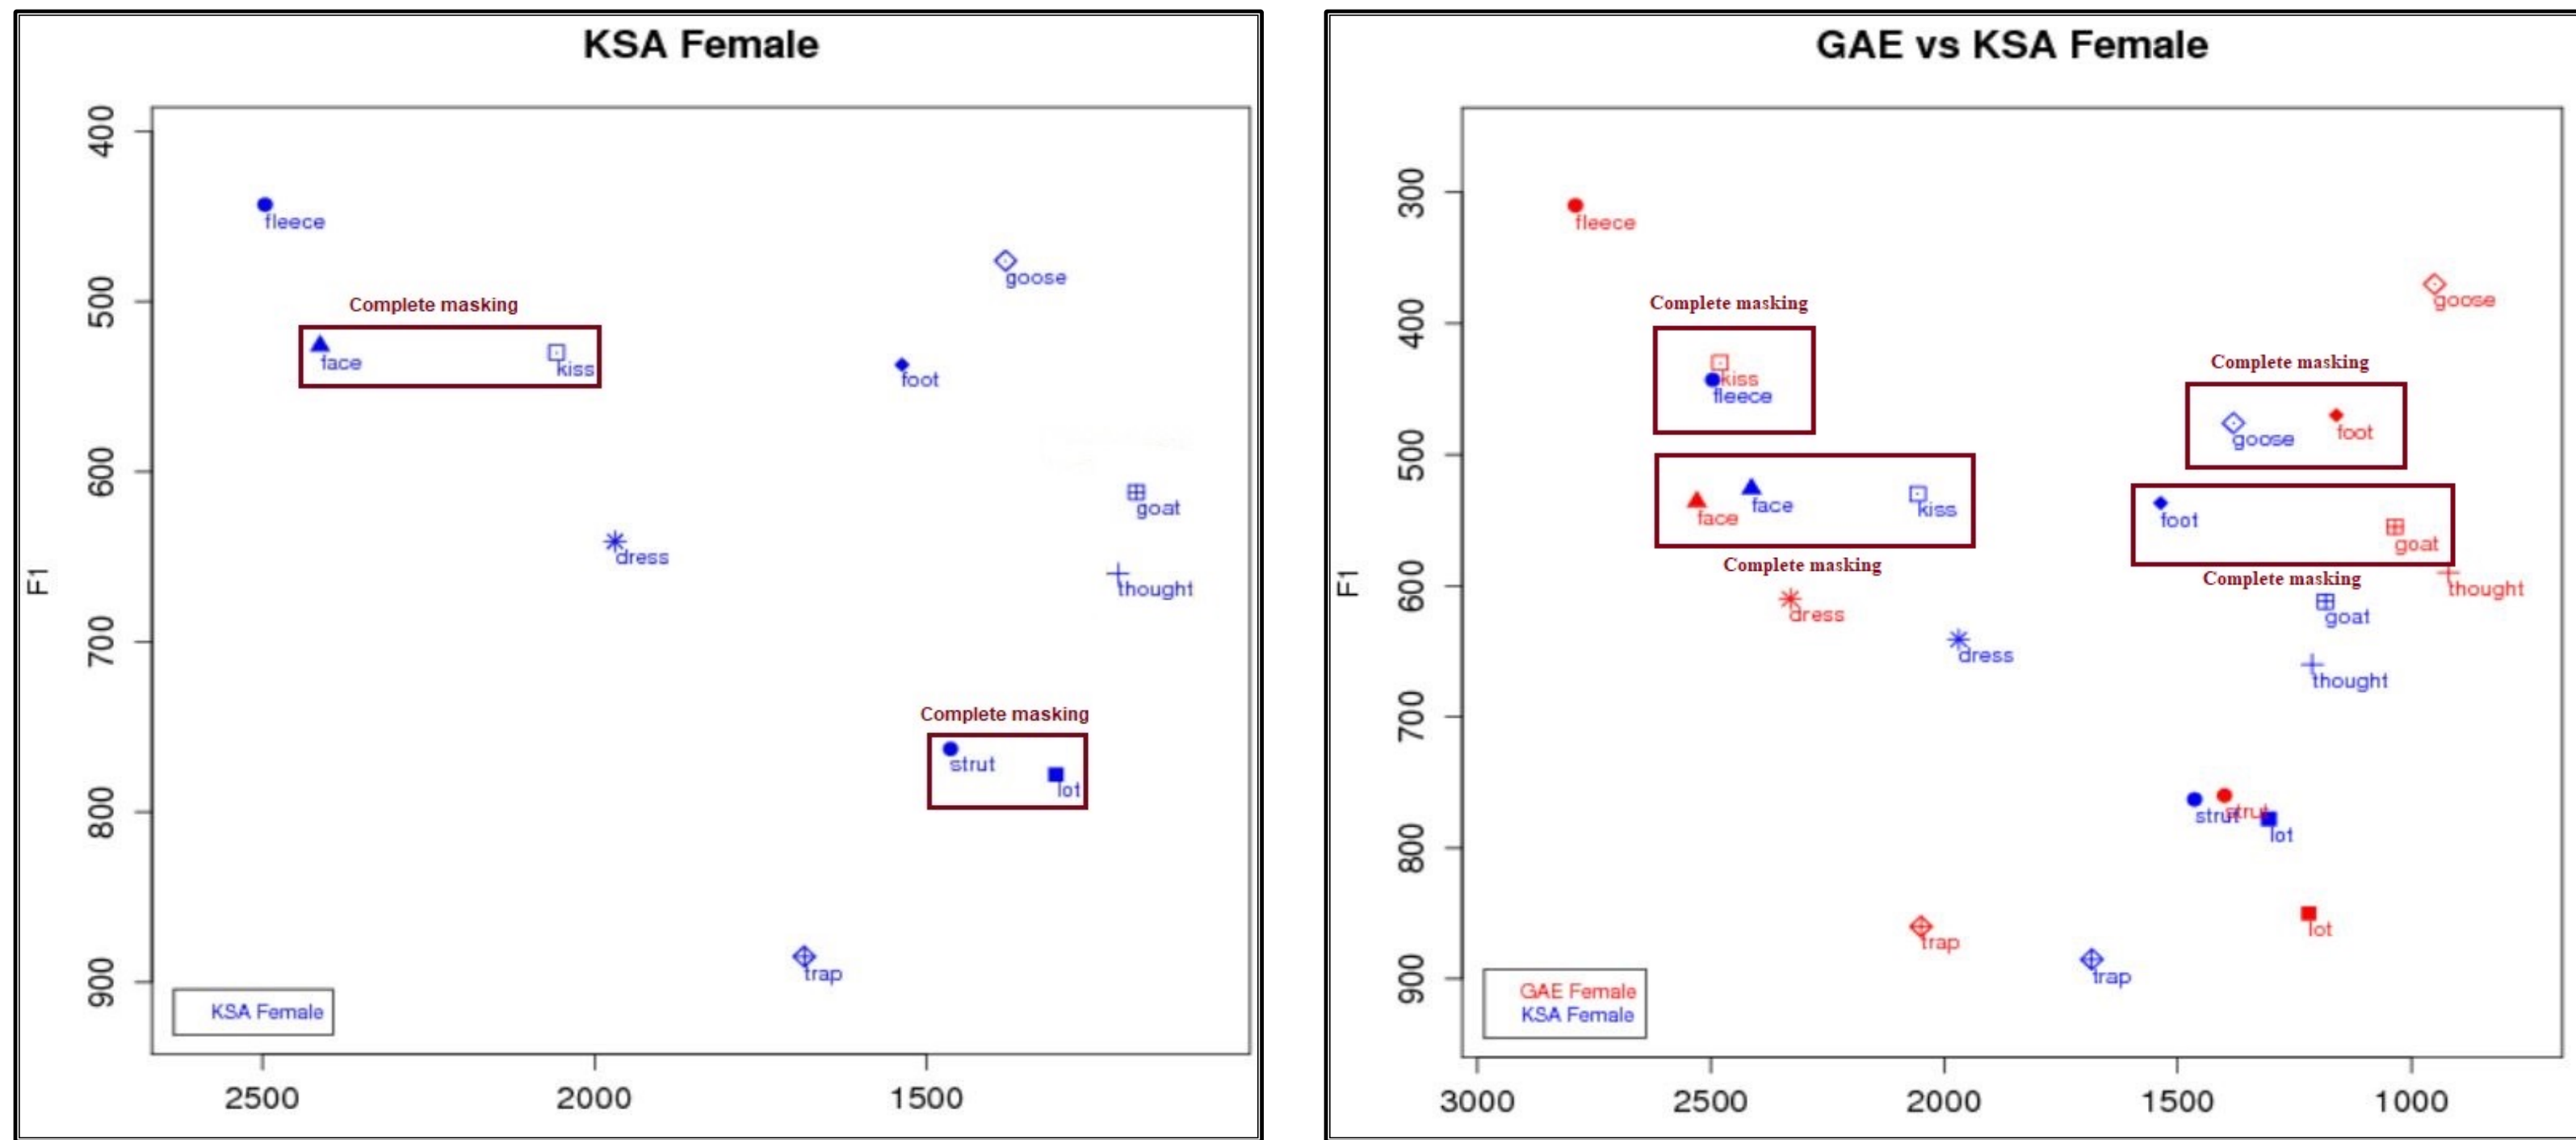 KSA Female
400
500
600
700
800
900
F1
fleece
goose
Complete masking
face
kiss
foot
goat
dress
thought
Complete masking
strut
lot
trap
KSA Female
2500
2000
1500
GAE vs KSA Female
300
400
500
600
700
800
900
F1
fleece
goose
Complete masking
kiss
fleece
Complete masking
goose
foot
face
face
kiss
foot
goat
Complete masking
Complete masking
thought
dress
goat
dress
thought
strut
strut
lot
lot
trap
trap
GAE Female
KSA Female
3000
2500
2000
1500
1000